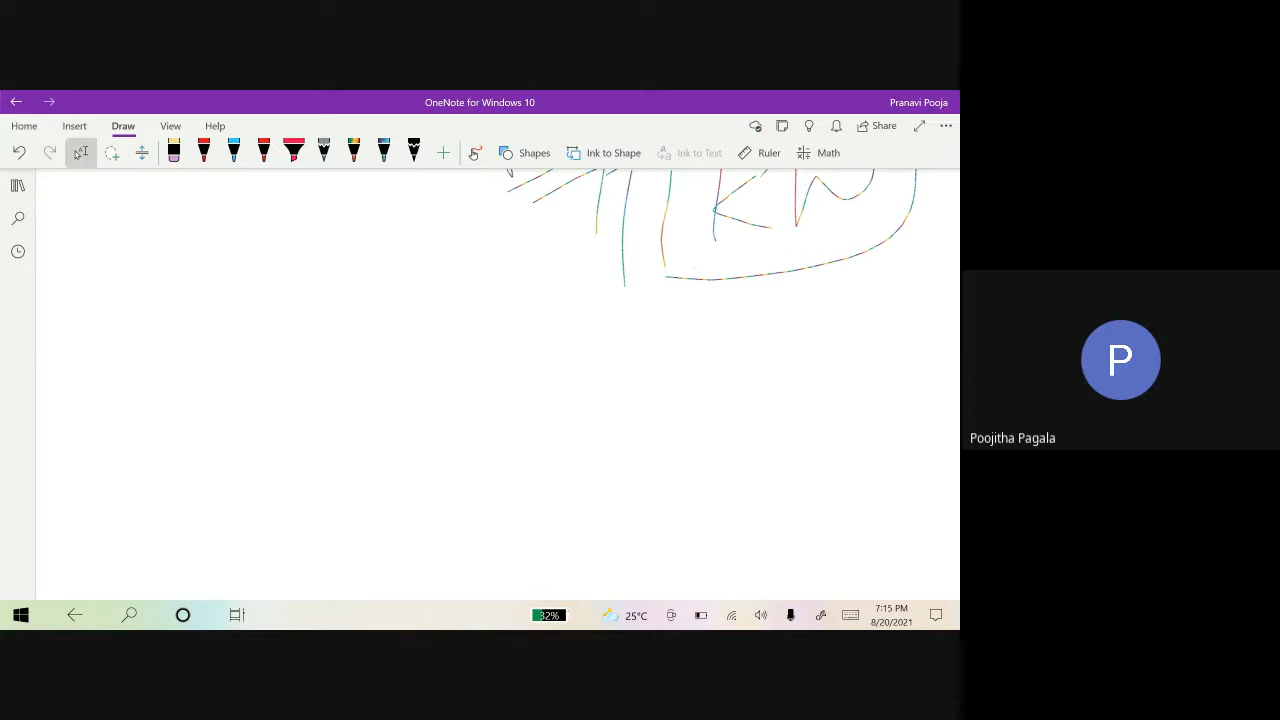 OneNote for Windows 10
Pranavi Pooja
Home Insert Draw View Help
Share
Shapes
Ink to Shape
Ink to Text
Ruler
Math
P
Poojitha Pagala
32%
25°C
7:15 PM
8/20/2021